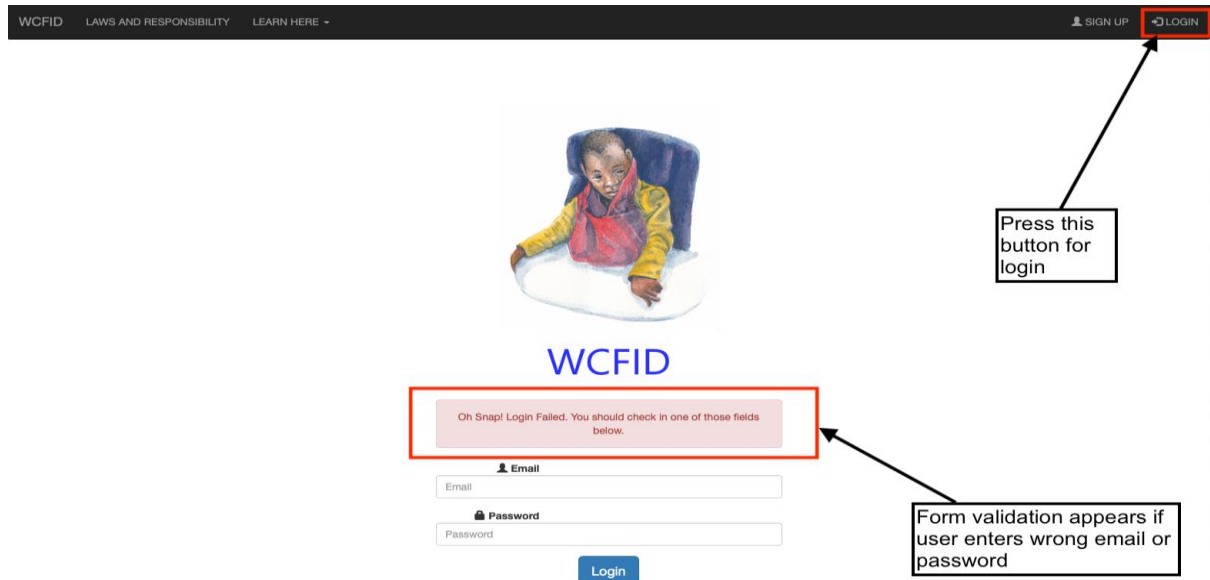 WCFID LAWS AND RESPONSIBILITY LEARN HERE SIGN UP LOGIN
Press this
button for
login
WCFID
Oh Snap! Login Failed. You should check in one of those fields
below.
Email
Email
Password
Password
Login
Form validation appears if
user enters wrong email or
password